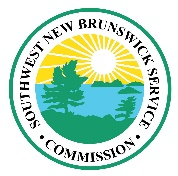 SOUTHWEST NEW BRUNSWICK SERVICE
• COMMISSION •